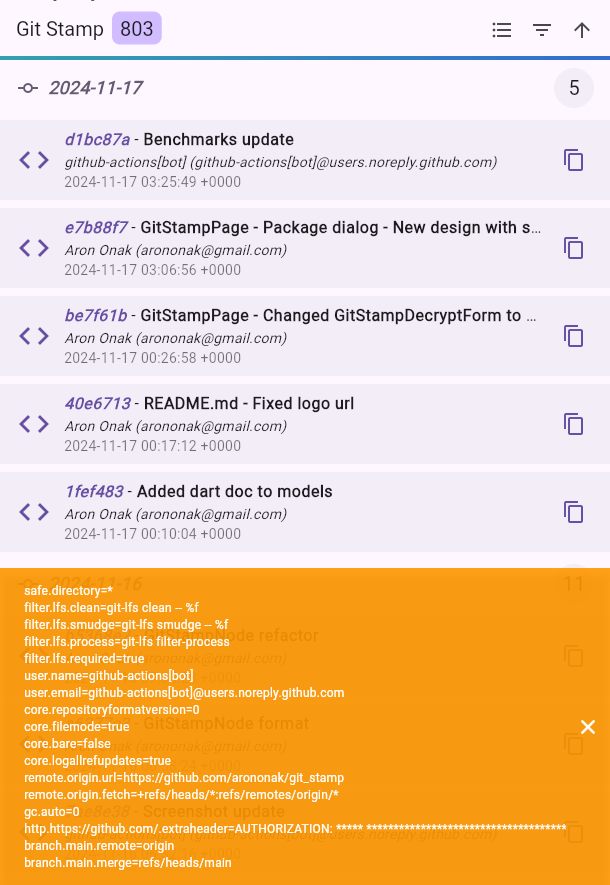 Git Stamp 803
2024-11-17 5
d1bc87a - Benchmarks update
github-actions[bot] (github-actions[bot]@users.noreply.github.com)
2024-11-17 03:25:49 +0000
e7b88f7 - GitStampPage - Package dialog - New design with s...
Aron Onak (arononak@gmail.com)
2024-11-17 03:06:56 +0000
be7f61b - GitStampPage - Changed GitStampDecryptForm to ...
Aron Onak (arononak@gmail.com)
2024-11-17 00:26:58 +0000
40e6713 - README.md - Fixed logo url
Aron Onak (arononak@gmail.com)
2024-11-17 00:17:12 +0000
1fef483 - Added dart doc to models
Aron Onak (arononak@gmail.com)
2024-11-17 00:10:04 +0000
2024-11-16 11
safe.directory=*
filter.lfs.clean=git-lfs clean -- %f
filter.lfs.smudge=git-lfs smudge -- %f
filter.lfs.process=git-lfs filter-process
GitStampNode refactor
filter.lfs.required=true
user.name=github-actions[bot]
user.email=github-actions[bot]@users.noreply.github.com
core.repositoryformatversion=0
core.filemode=true
GitStampNode format
core.bare=false
core.logallrefupdates=true
remote.origin.url=https://github.com/arononak/git_stamp
remote.origin.fetch=+refs/heads/*:refs/remotes/origin/*
gc.auto=0
Screenshot update
http.https://github.com/.extraheader=AUTHORIZATION: ***** ************************************
branch.main.remote=origin
branch.main.merge=refs/heads/main